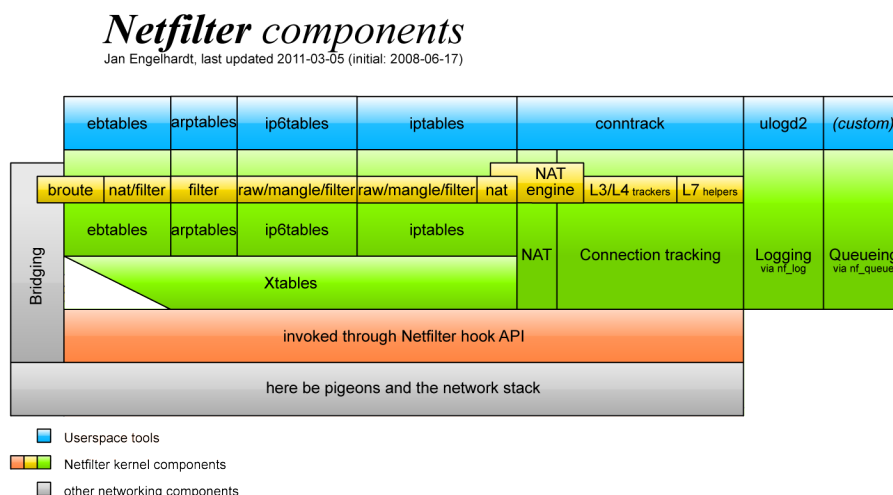 Netfilter components
Jan Engelhardt, last updated 2011-03-05 (initial: 2008-06-17)
ebtables arptables ip6tables iptables conntrack ulogd2 (custom)
broute nat/filter filter raw/mangle/filter raw/mangle/filter nat NAT engine L3/L4 trackers L7 helpers
ebtables arptables ip6tables iptables
Bridging
NAT Connection tracking Logging via nf_log Queueing via nf_queue
Xtables
invoked through Netfilter hook API
here be pigeons and the network stack
Userspace tools
Netfilter kernel components
other networking components